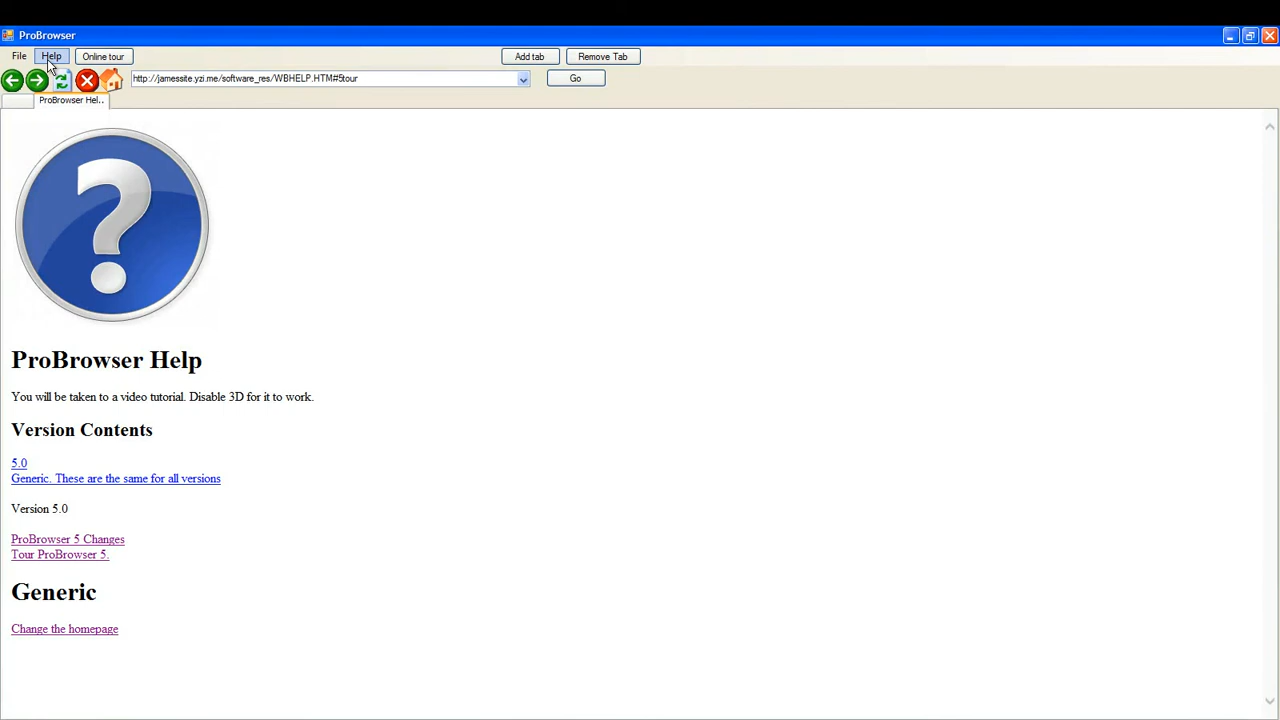 ProBrowser
File Help Online tour Add tab Remove Tab
http://jamessite.yzi.me/software_res/WBHELP.HTM#5tour Go
ProBrowser Hel..
ProBrowser Help
You will be taken to a video tutorial. Disable 3D for it to work.
Version Contents
5.0
Generic. These are the same for all versions
Version 5.0
ProBrowser 5 Changes
Tour ProBrowser 5.
Generic
Change the homepage